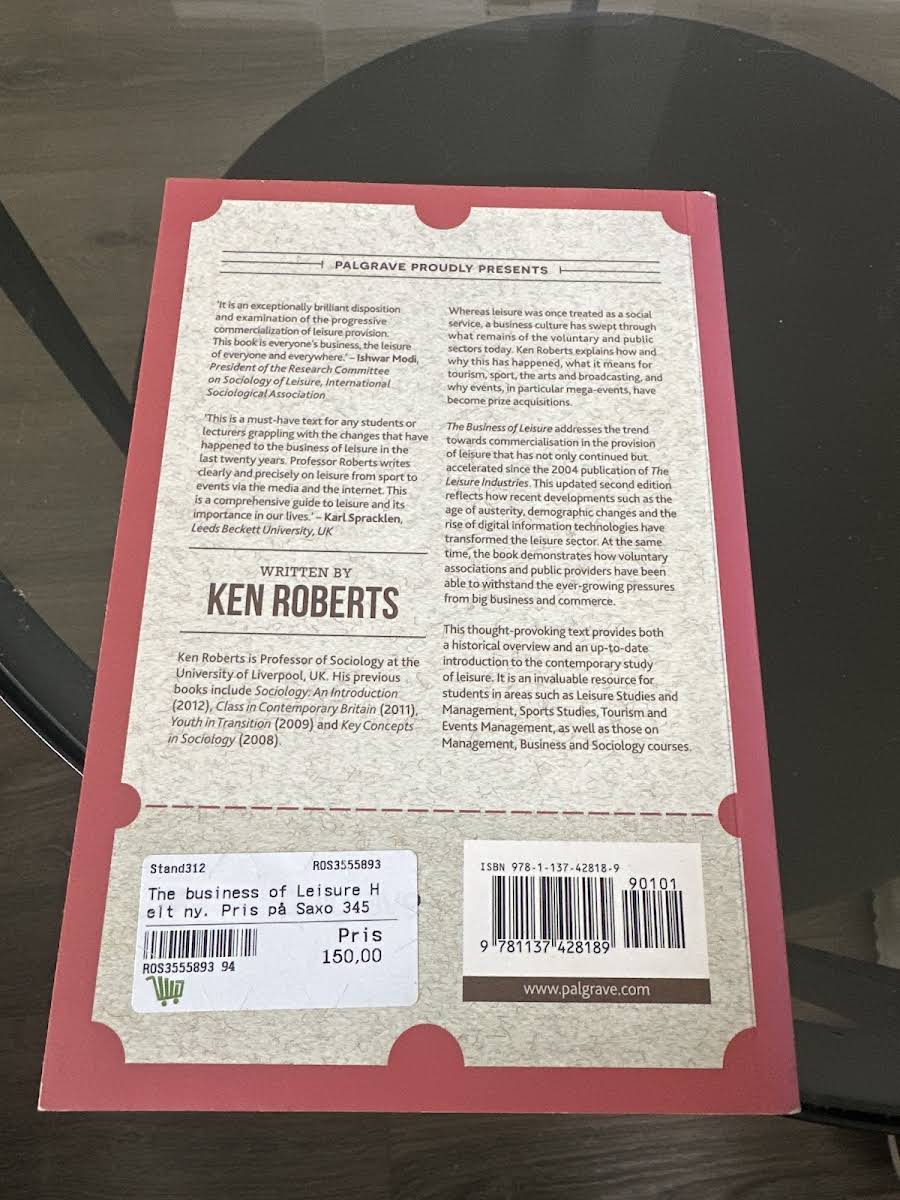 PALGRAVE PROUDLY PRESENTS
'It is an exceptionally brilliant disposition
and examination of the progressive
commercialization of leisure provision.
This book is everyone's business, the leisure
of everyone and everywhere.' – Ishwar Modi,
President of the Research Committee
on Sociology of Leisure, International
Sociological Association
'This is a must-have text for any students or
lecturers grappling with the changes that have
happened to the business of leisure in the
last twenty years. Professor Roberts writes
clearly and precisely on leisure from sport to
events via the media and the internet. This
is a comprehensive guide to leisure and its
importance in our lives.' – Karl Spracklen,
Leeds Beckett University, UK
WRITTEN BY
KEN ROBERTS
Ken Roberts is Professor of Sociology at the
University of Liverpool, UK. His previous
books include Sociology: An Introduction
(2012), Class in Contemporary Britain (2011),
Youth in Transition (2009) and Key Concepts
in Sociology (2008).
Whereas leisure was once treated as a social
service, a business culture has swept through
what remains of the voluntary and public
sectors today. Ken Roberts explains how and
why this has happened, what it means for
tourism, sport, the arts and broadcasting, and
why events, in particular mega-events, have
become prize acquisitions.
The Business of Leisure addresses the trend
towards commercialisation in the provision
of leisure that has not only continued but
accelerated since the 2004 publication of The
Leisure Industries. This updated second edition
reflects how recent developments such as the
age of austerity, demographic changes and the
rise of digital information technologies have
transformed the leisure sector. At the same
time, the book demonstrates how voluntary
associations and public providers have been
able to withstand the ever-growing pressures
from big business and commerce.
This thought-provoking text provides both
a historical overview and an up-to-date
introduction to the contemporary study
of leisure. It is an invaluable resource for
students in areas such as Leisure Studies and
Management, Sports Studies, Tourism and
Events Management, as well as those on
Management, Business and Sociology courses.
Stand312 ROS3555893
The business of Leisure H
elt ny. Pris på Saxo 345
Pris
150,00
ROS3555893 94
ISBN 978-1-137-42818-9
90101
9 781137 428189
www.palgrave.com